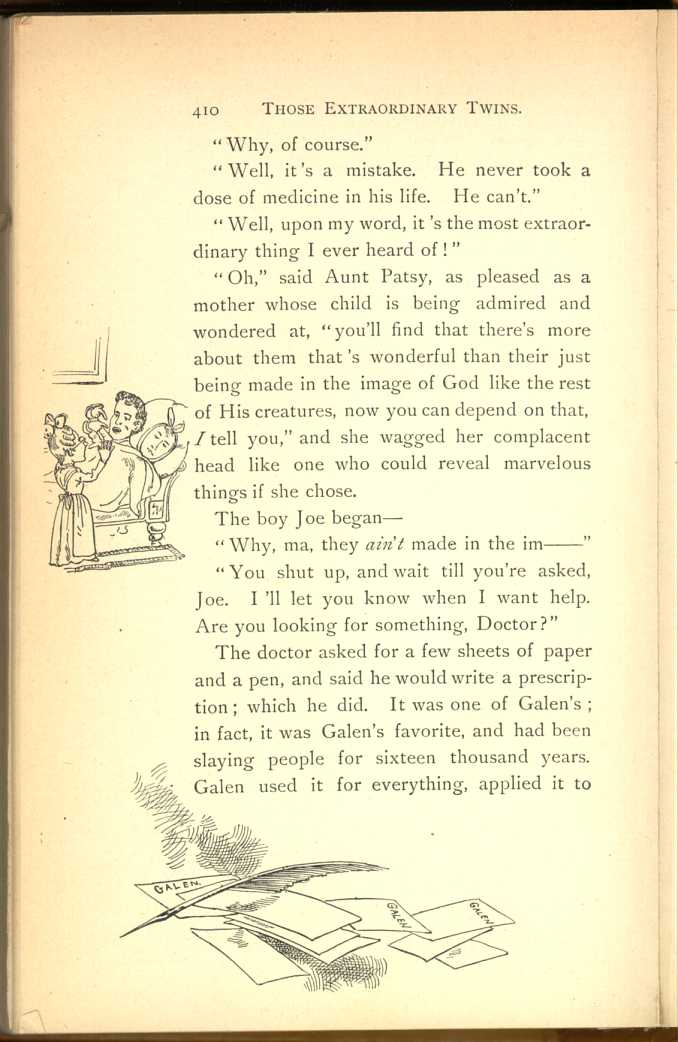 410 THOSE EXTRAORDINARY TWINS.
"Why, of course."
"Well, it's a mistake. He never took a
dose of medicine in his life. He can't."
"Well, upon my word, it 's the most extraor-
dinary thing I ever heard of!"
"Oh," said Aunt Patsy, as pleased as a
mother whose child is being admired and
wondered at, "you'll find that there's more
about them that 's wonderful than their just
being made in the image of God like the rest
of His creatures, now you can depend on that,
I tell you," and she wagged her complacent
head like one who could reveal marvelous
things if she chose.
The boy Joe began—
"Why, ma, they ain't made in the im——"
"You shut up, and wait till you're asked,
Joe. I 'll let you know when I want help.
Are you looking for something, Doctor?"
The doctor asked for a few sheets of paper
and a pen, and said he would write a prescrip-
tion; which he did. It was one of Galen's;
in fact, it was Galen's favorite, and had been
slaying people for sixteen thousand years.
Galen used it for everything, applied it to
GALEN.
GALEN
GALEN